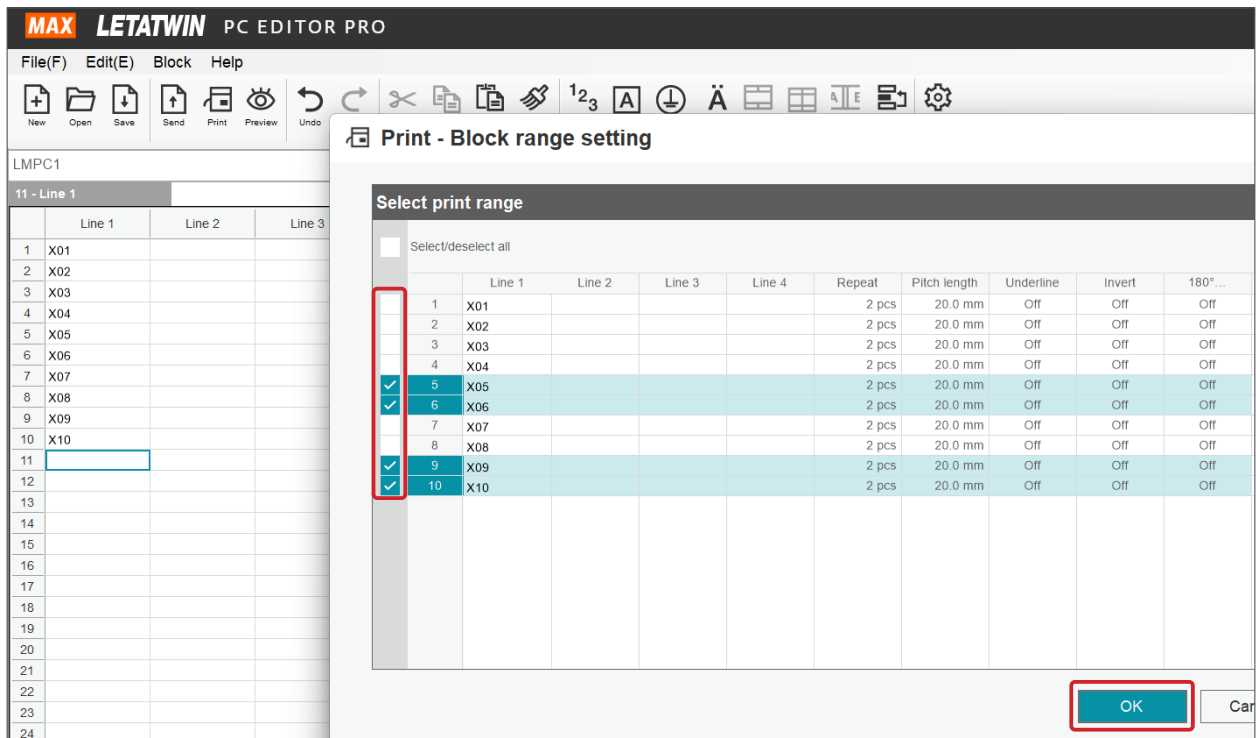 MAX LETATWIN PC EDITOR PRO
File(F) Edit(E) Block Help
1 2 3 A Ä A E
New Open Save Send Print Preview Undo
Print - Block range setting
LMPC1
11 - Line 1
Select print range
Select/deselect all
Line 1 Line 2 Line 3
1 X01
2 X02
3 X03
4 X04
5 X05
6 X06
7 X07
8 X08
9 X09
10 X10
11
12
13
14
15
16
17
18
19
20
21
22
23
24
Line 1 Line 2 Line 3 Line 4 Repeat Pitch length Underline Invert 180°...
1 X01 2 pcs 20.0 mm Off Off Off
2 X02 2 pcs 20.0 mm Off Off Off
3 X03 2 pcs 20.0 mm Off Off Off
4 X04 2 pcs 20.0 mm Off Off Off
5 X05 2 pcs 20.0 mm Off Off Off
6 X06 2 pcs 20.0 mm Off Off Off
7 X07 2 pcs 20.0 mm Off Off Off
8 X08 2 pcs 20.0 mm Off Off Off
9 X09 2 pcs 20.0 mm Off Off Off
10 X10 2 pcs 20.0 mm Off Off Off
OK Car